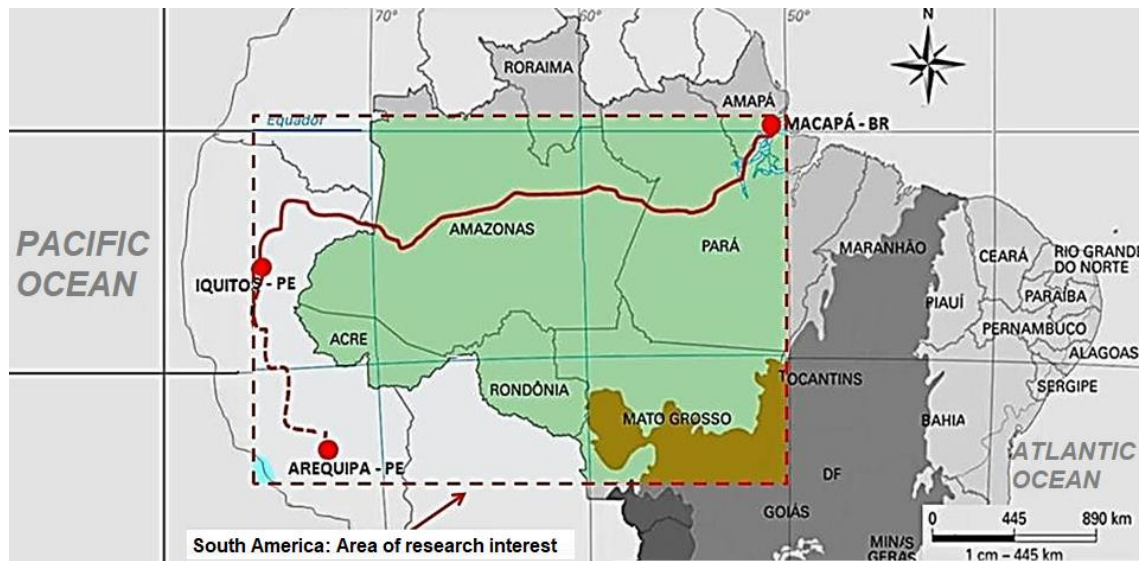 70°
60°
50°
N
RORAIMA
AMAPÁ
Equador
MACAPÁ - BR
PACIFIC
OCEAN
AMAZONAS
PARÁ
MARANHÃO
CEARÁ
RIO GRANDE
DO NORTE
IQUITOS - PE
PIAUÍ
PARAÍBA
PERNAMBUCO
ACRE
ALAGOAS
TOCANTINS
SERGIPE
RONDÔNIA
MATO GROSSO
BAHIA
AREQUIPA - PE
ATLANTIC
OCEAN
DF
GOIÁS
0 445 890 km
1 cm – 445 km
MIN/S
GERAS
South America: Area of research interest